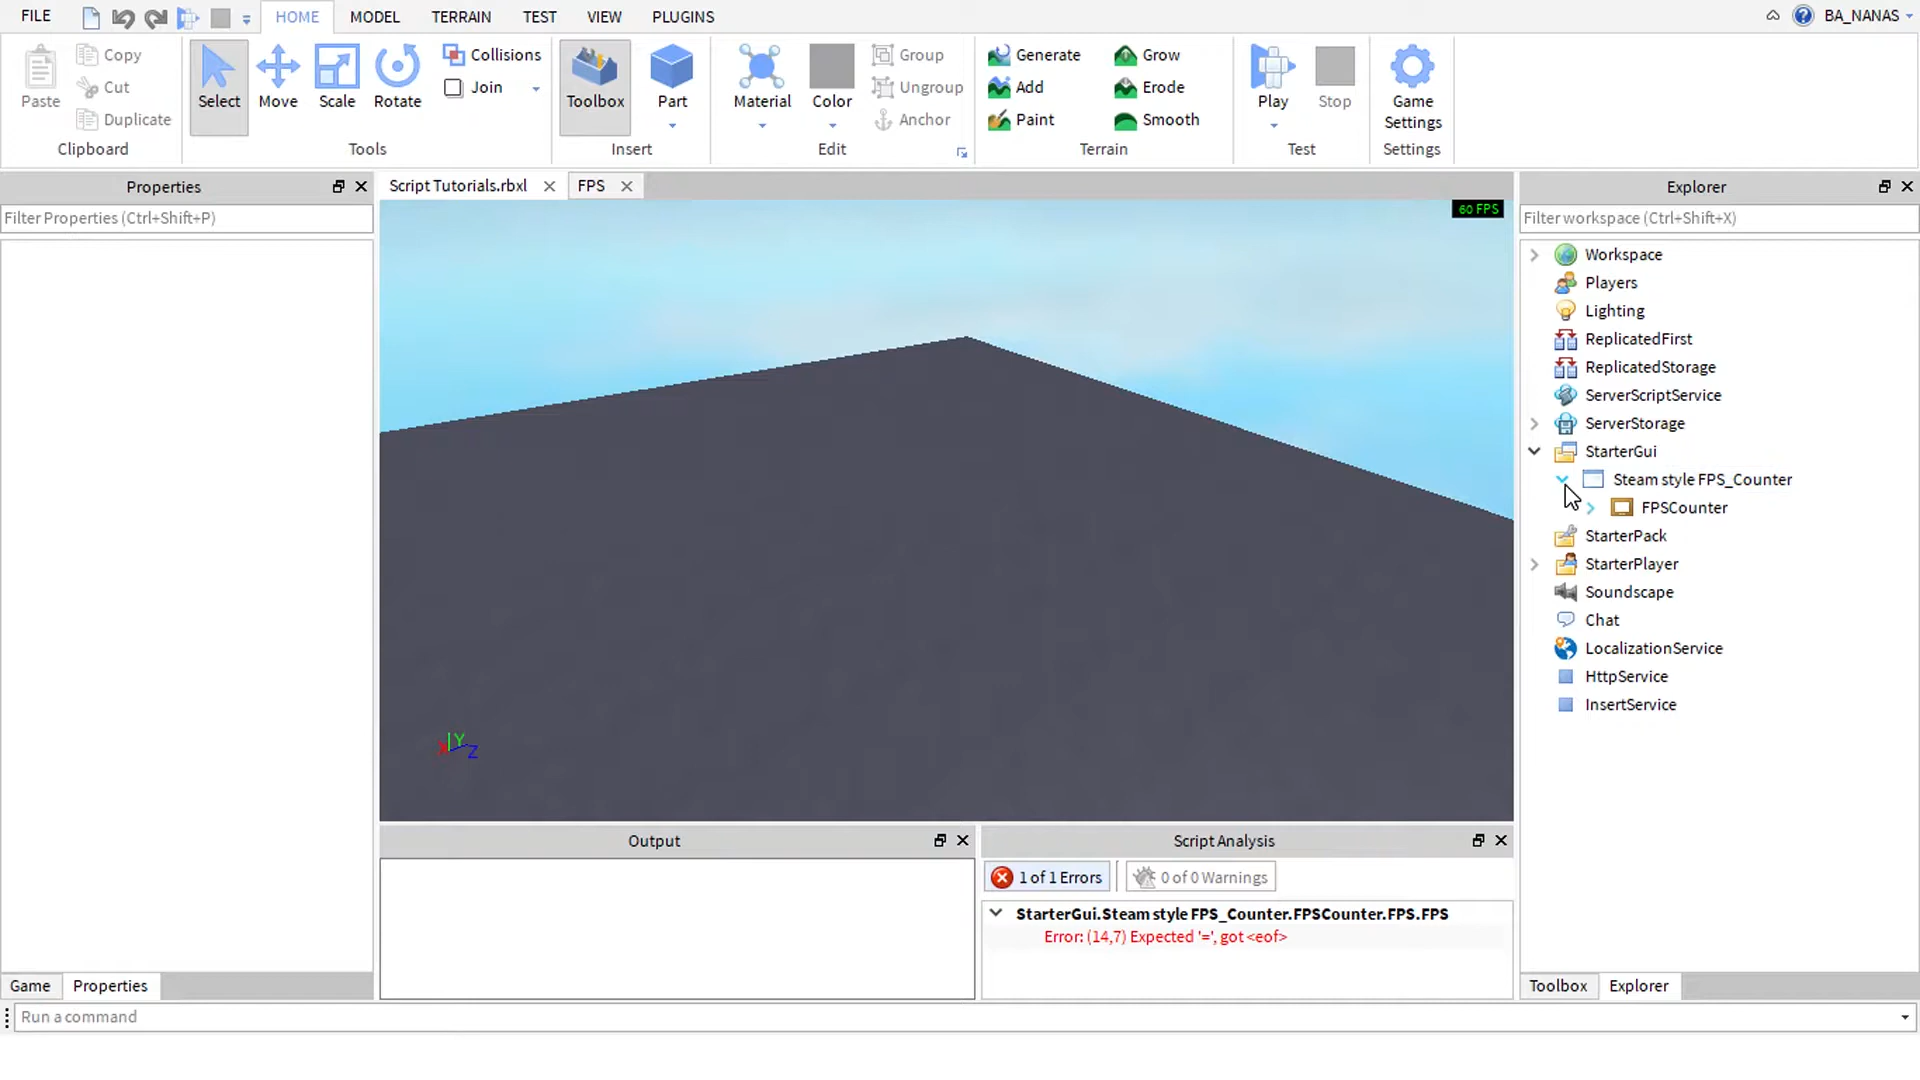 FILE
HOME
MODEL
TERRAIN
TEST
VIEW
PLUGINS
BA_NANAS
Paste
Copy
Cut
Duplicate
Clipboard
Select
Move
Scale
Rotate
Collisions
Join
Tools
Toolbox
Part
Insert
Material
Color
Group
Ungroup
Anchor
Edit
Generate
Add
Paint
Grow
Erode
Smooth
Terrain
Play
Stop
Test
Game
Settings
Settings
Properties
Filter Properties (Ctrl+Shift+P)
Game
Properties
Script Tutorials.rbxl
FPS
60 FPS
X
Y
Z
Output
Script Analysis
1 of 1 Errors
0 of 0 Warnings
StarterGui.Steam style FPS_Counter.FPSCounter.FPS.FPS
Error: (14,7) Expected '=', got <eof>
Explorer
Filter workspace (Ctrl+Shift+X)
Workspace
Players
Lighting
ReplicatedFirst
ReplicatedStorage
ServerScriptService
ServerStorage
StarterGui
Steam style FPS_Counter
FPSCounter
StarterPack
StarterPlayer
Soundscape
Chat
LocalizationService
HttpService
InsertService
Toolbox
Explorer
Run a command